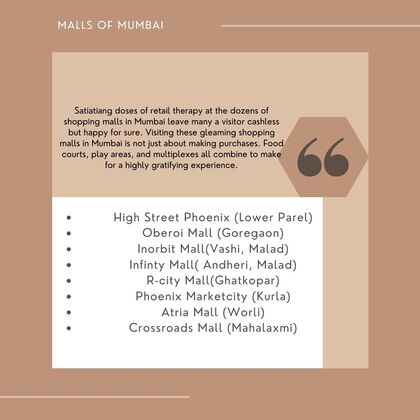 MALLS OF MUMBAI
Satiatiang doses of retail therapy at the dozens of
shopping malls in Mumbai leave many a visitor cashless
but happy for sure. Visiting these gleaming shopping
malls in Mumbai is not just about making purchases. Food
courts, play areas, and multiplexes all combine to make
for a highly gratifying experience.
“
• High Street Phoenix (Lower Parel)
• Oberoi Mall (Goregaon)
• Inorbit Mall(Vashi, Malad)
• Infinty Mall( Andheri, Malad)
• R-city Mall(Ghatkopar)
• Phoenix Marketcity (Kurla)
• Atria Mall (Worli)
• Crossroads Mall (Mahalaxmi)